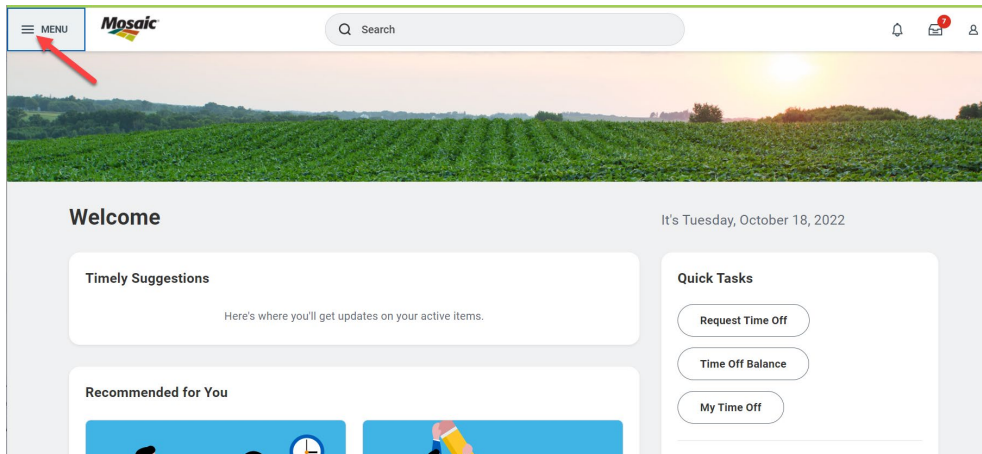 MENU
Mosaic
Search
7
Welcome
It's Tuesday, October 18, 2022
Timely Suggestions
Here's where you'll get updates on your active items.
Quick Tasks
Request Time Off
Time Off Balance
My Time Off
Recommended for You